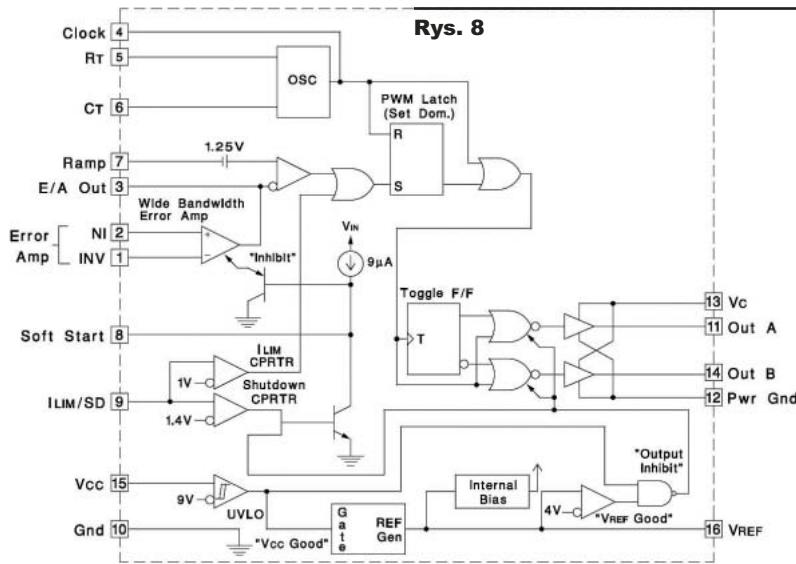 Rys. 8
Clock 4
RT 5
OSC
CT 6
PWM Latch
(Set Dom.)
R
S
1.25V
Ramp 7
E/A Out 3
Wide Bandwidth
Error Amp
Error
Amp
NI 2
INV 1
+
−
"Inhibit"
VIN
9µA
Toggle F/F
T
Soft Start 8
13 Vc
11 Out A
14 Out B
12 Pwr Gnd
ILIM
CPRTR
1V
Shutdown
CPRTR
ILIM/SD 9
1.4V
"Output
Inhibit"
Vcc 15
9V
UVLO
Internal
Bias
4V
"VREF Good"
Gnd 10
"Vcc Good"
Gate
REF
Gen
16 VREF